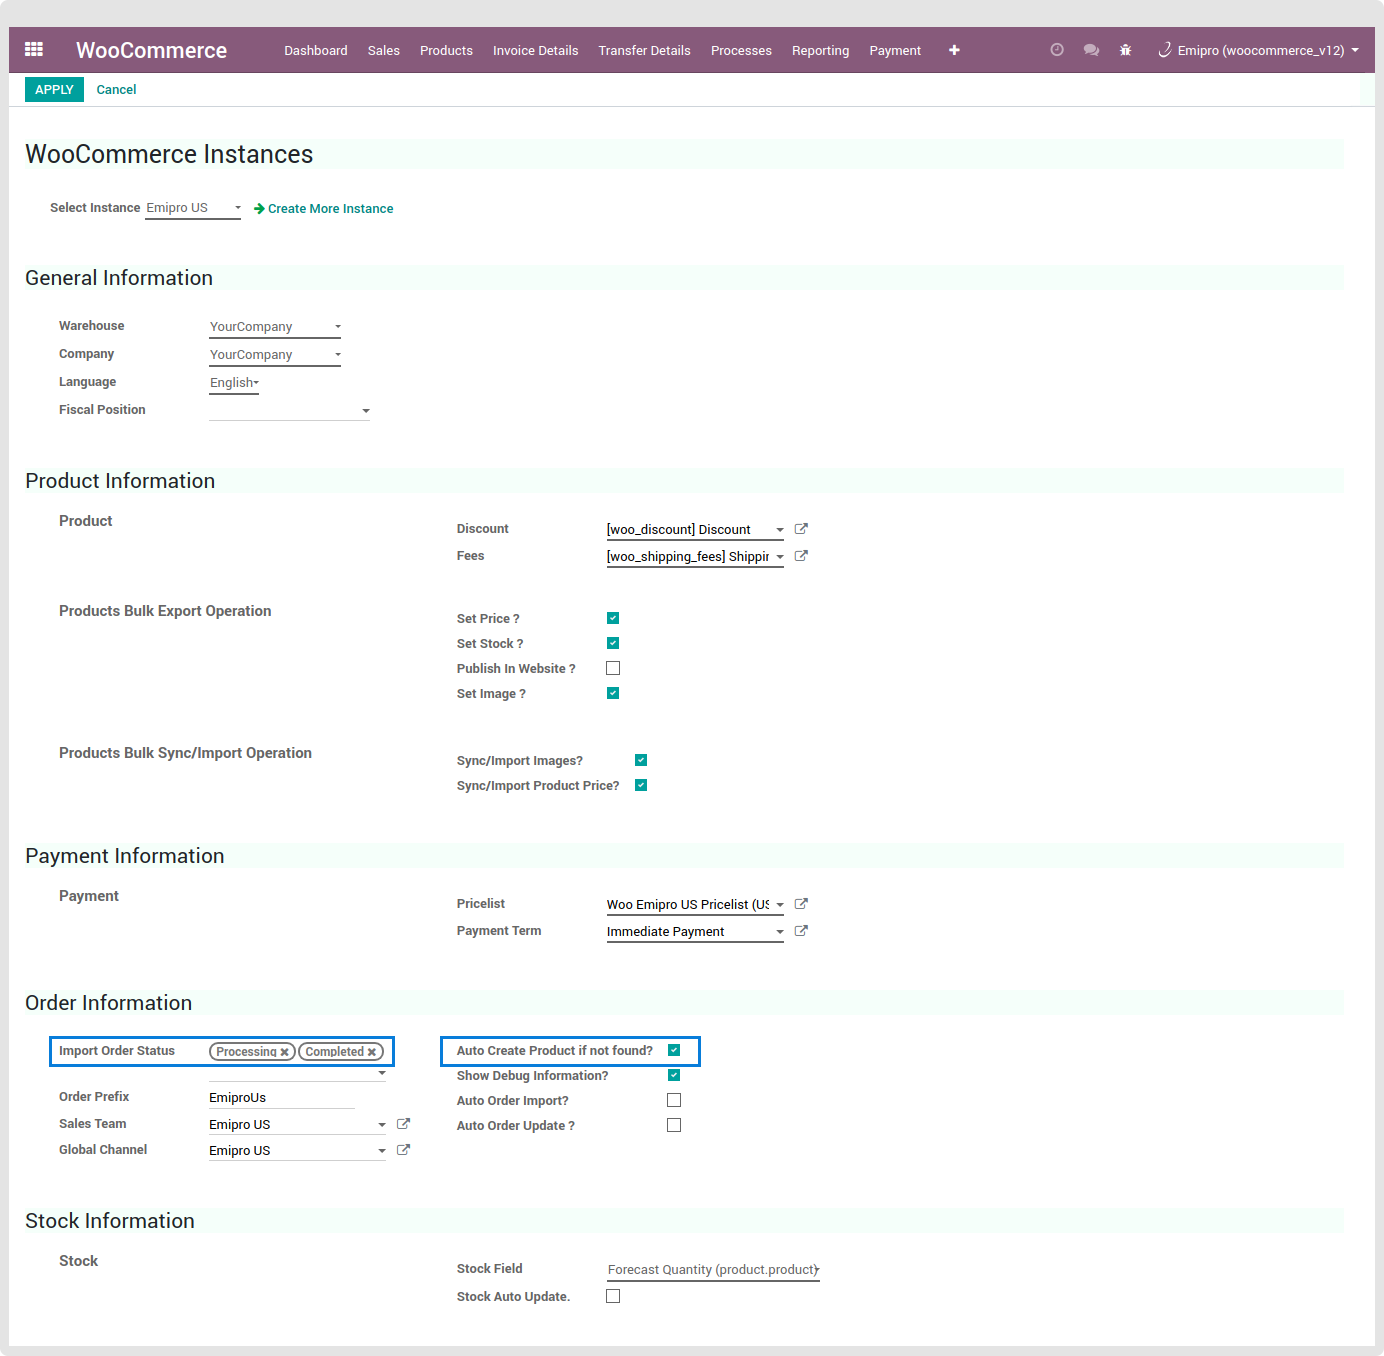 WooCommerce Dashboard Sales Products Invoice Details Transfer Details Processes Reporting Payment Emipro (woocommerce_v12)
APPLY Cancel
WooCommerce Instances
Select Instance Emipro US Create More Instance
General Information
Warehouse YourCompany
Company YourCompany
Language English
Fiscal Position
Product Information
Product
Discount [woo_discount] Discount
Fees [woo_shipping_fees] Shippin
Products Bulk Export Operation
Set Price ?
Set Stock ?
Publish In Website ?
Set Image ?
Products Bulk Sync/Import Operation
Sync/Import Images?
Sync/Import Product Price?
Payment Information
Payment
Pricelist Woo Emipro US Pricelist (US
Payment Term Immediate Payment
Order Information
Import Order Status Processing Completed Auto Create Product if not found?
Show Debug Information?
Order Prefix EmiproUs Auto Order Import?
Sales Team Emipro US Auto Order Update ?
Global Channel Emipro US
Stock Information
Stock
Stock Field Forecast Quantity (product.product)
Stock Auto Update.